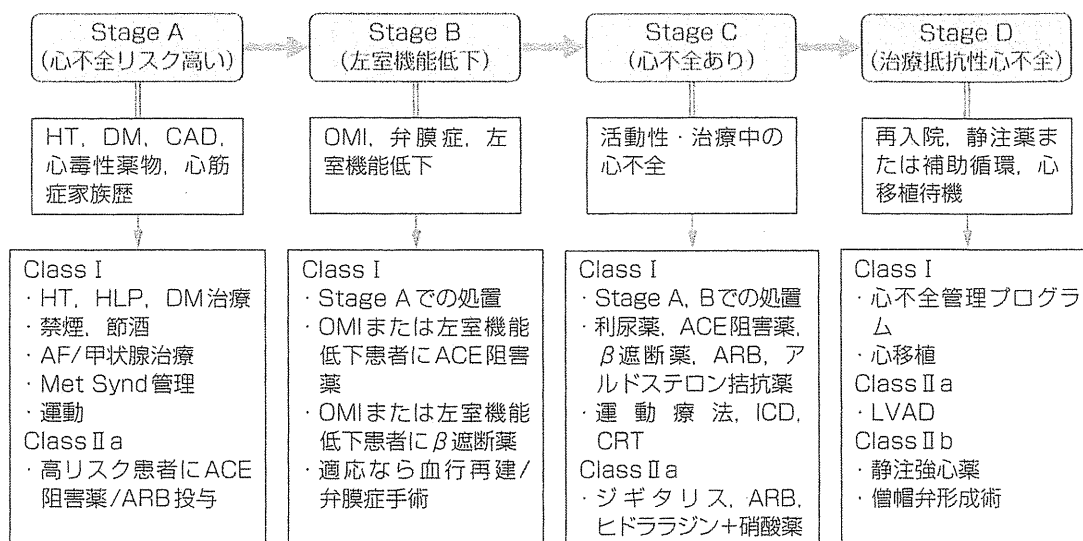 Stage A
(心不全リスク高い)
Stage B
(左室機能低下)
Stage C
(心不全あり)
Stage D
(治療抵抗性心不全)
HT, DM, CAD,
心毒性薬物, 心筋
症家族歴
OMI, 弁膜症, 左
室機能低下
活動性・治療中の
心不全
再入院, 静注薬ま
たは補助循環, 心
移植待機
Class Ⅰ
・HT, HLP, DM治療
・禁煙, 節酒
・AF/甲状腺治療
・Met Synd管理
・運動
Class Ⅱa
・高リスク患者にACE
阻害薬/ARB投与
Class Ⅰ
・Stage Aでの処置
・OMIまたは左室機能
低下患者にACE阻害
薬
・OMIまたは左室機能
低下患者にβ遮断薬
・適応なら血行再建/
弁膜症手術
Class Ⅰ
・Stage A, Bでの処置
・利尿薬, ACE阻害薬,
β遮断薬, ARB, ア
ルドステロン拮抗薬
・運動療法, ICD,
CRT
Class Ⅱa
・ジギタリス, ARB,
ヒドララジン+硝酸薬
Class Ⅰ
・心不全管理プログラ
ム
・心移植
Class Ⅱa
・LVAD
Class Ⅱb
・静注強心薬
・僧帽弁形成術